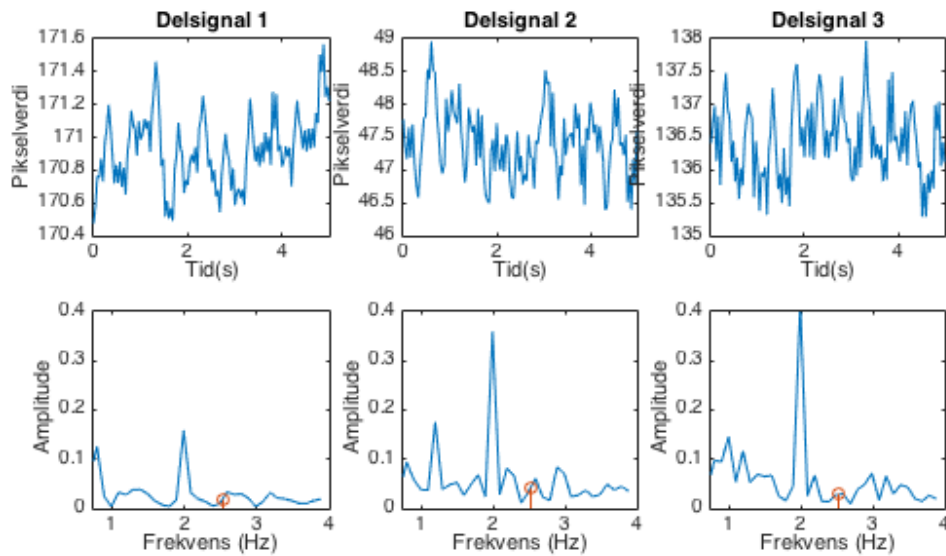 Delsignal 1
171.6
171.4
171.2
171
170.8
170.6
170.4
Pikselverdi
0 2 4
Tid(s)
Delsignal 2
49
48.5
48
47.5
47
46.5
46
Pikselverdi
0 2 4
Tid(s)
Delsignal 3
138
137.5
137
136.5
136
135.5
135
Pikselverdi
0 2 4
Tid(s)
0.4
0.3
0.2
0.1
0
Amplitude
1 2 3 4
Frekvens (Hz)
0.4
0.3
0.2
0.1
0
Amplitude
1 2 3 4
Frekvens (Hz)
0.4
0.3
0.2
0.1
0
Amplitude
1 2 3 4
Frekvens (Hz)